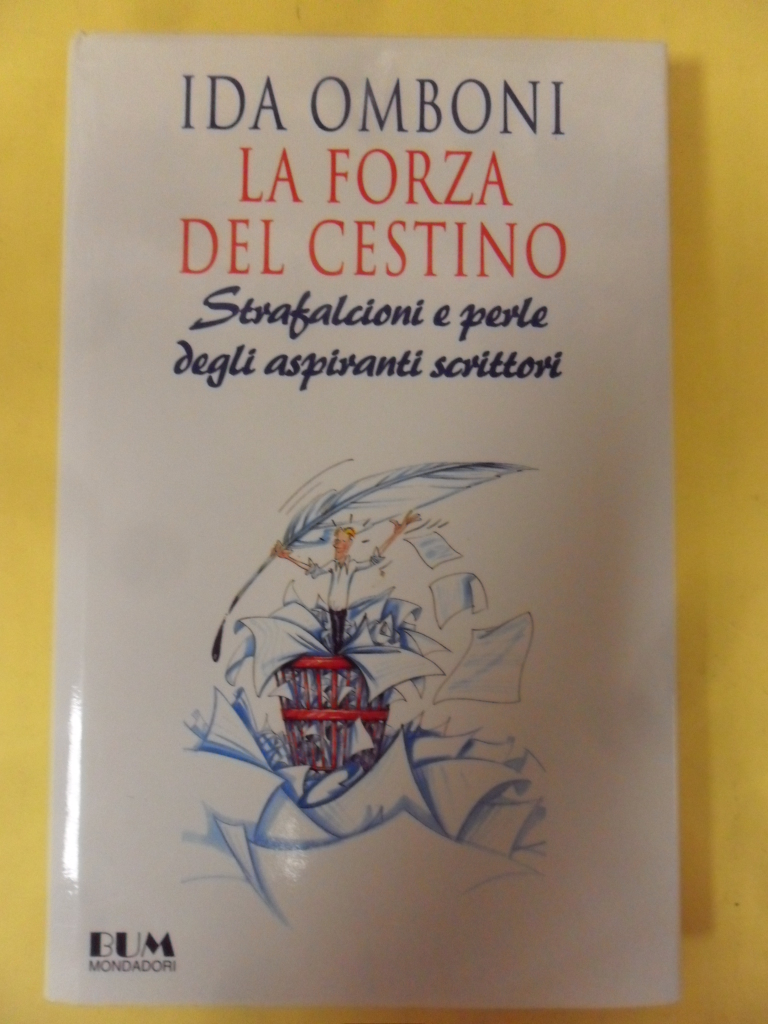 IDA OMBONI
LA FORZA
DEL CESTINO
Strafalcioni e perle
degli aspiranti scrittori
BUM
MONDADORI